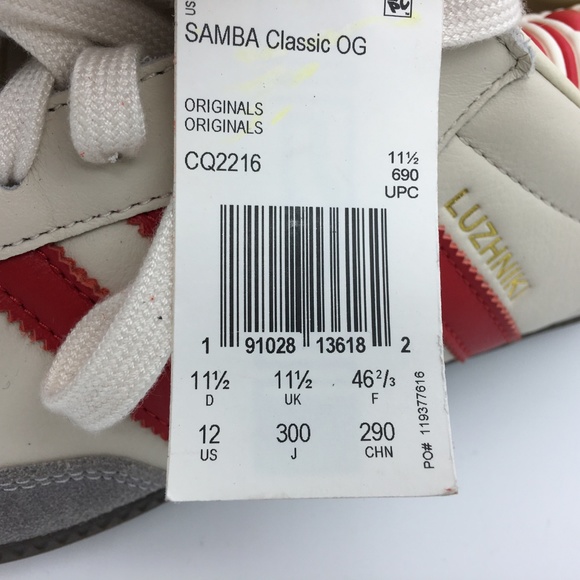 US
SAMBA Classic OG
ORIGINALS
ORIGINALS
CQ2216
11½
690
UPC
LUZHNIKI
1 91028 13618 2
11½ 11½ 46⅔
D UK F
12 300 290
US J CHN
PO# 119377616